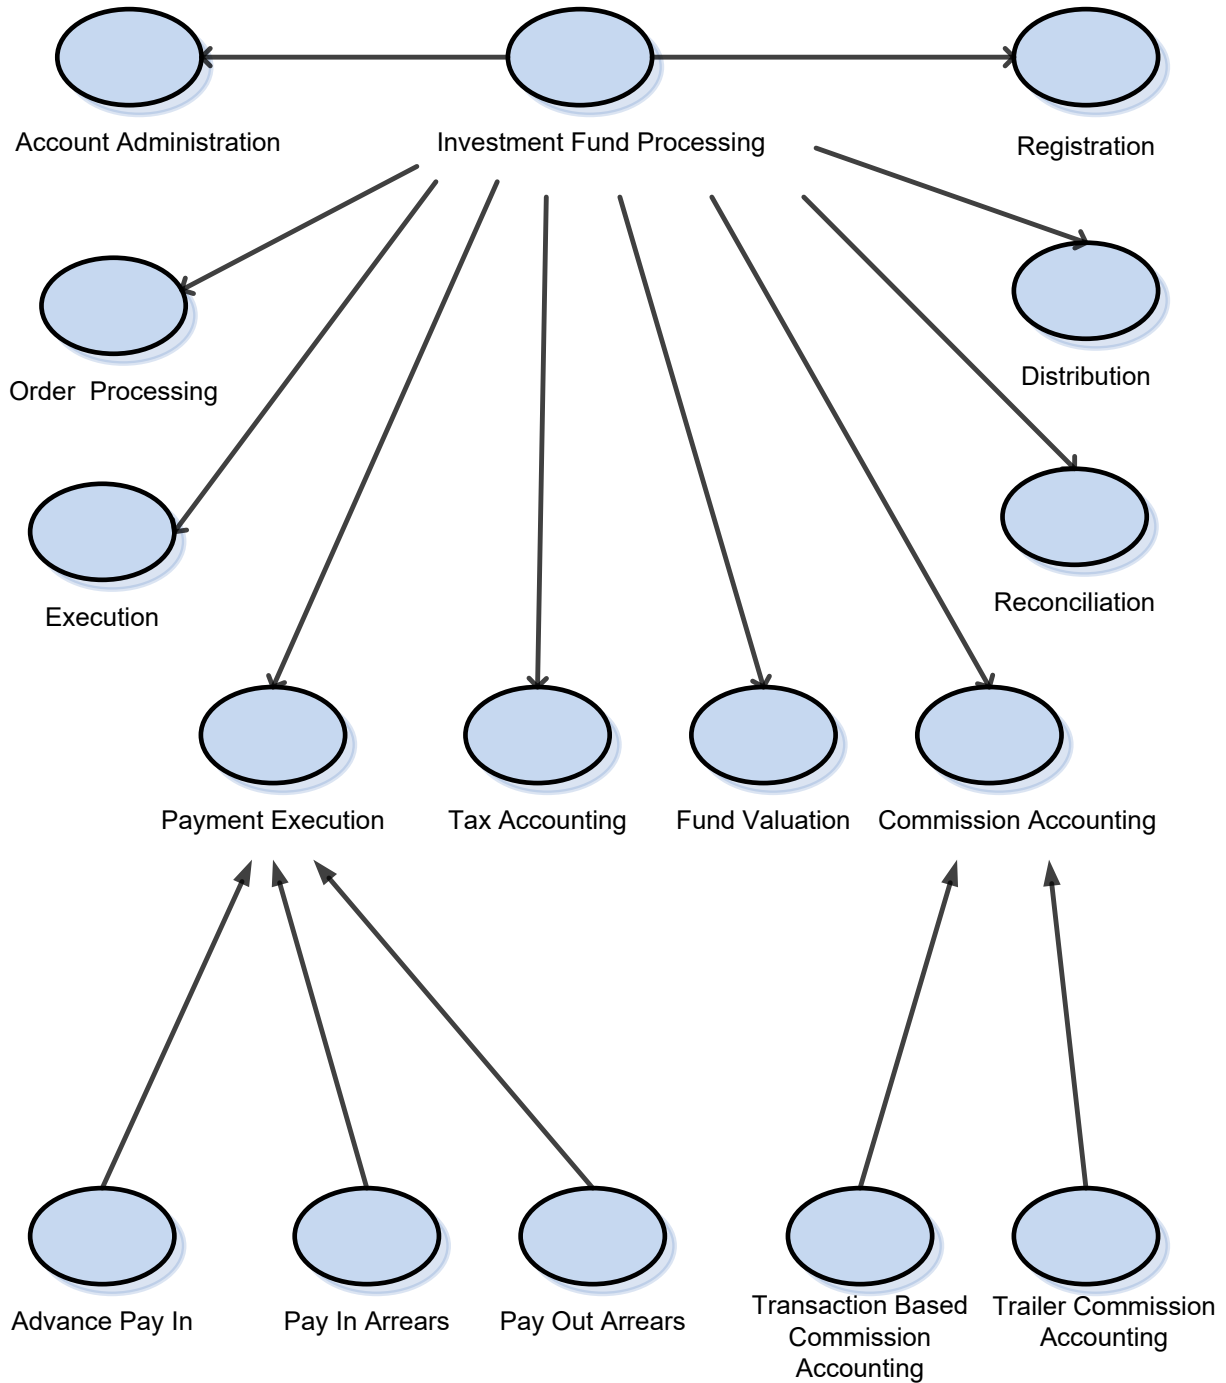 Account Administration
Investment Fund Processing
Registration
Order  Processing
Distribution
Execution
Reconciliation
Payment Execution
Tax Accounting
Fund Valuation
Commission Accounting
Advance Pay In
Pay In Arrears
Pay Out Arrears
Transaction Based
Commission
Accounting
Trailer Commission
Accounting